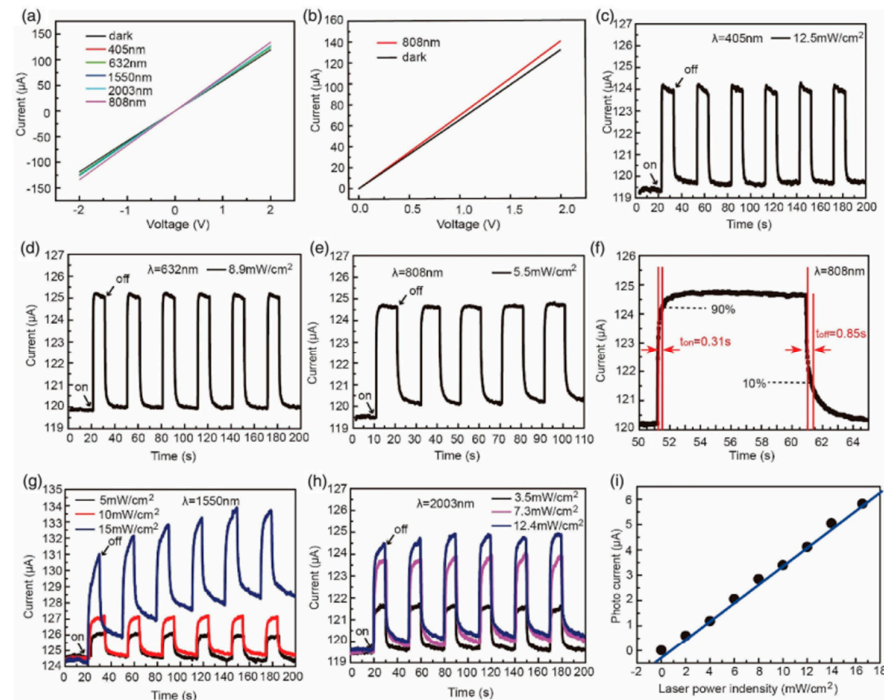 (a)
dark
405nm
632nm
1550nm
2003nm
808nm
150
100
50
0
-50
-100
-150
Current (µA)
-2 -1 0 1 2
Voltage (V)
(b)
808nm
dark
160
140
120
100
80
60
40
20
0
Current (µA)
0.0 0.5 1.0 1.5 2.0
Voltage (V)
(c)
λ=405nm 12.5mW/cm²
off
on
126
125
124
123
122
121
120
119
Current (µA)
0 20 40 60 80 100 120 140 160 180 200
Time (s)
(d)
λ=632nm 8.9mW/cm²
off
on
127
126
125
124
123
122
121
120
119
Current (µA)
0 20 40 60 80 100 120 140 160 180 200
Time (s)
(e)
λ=808nm 5.5mW/cm²
off
on
127
126
125
124
123
122
121
120
119
Current (µA)
0 10 20 30 40 50 60 70 80 90 100 110
Time (s)
(f)
λ=808nm
90%
ton=0.31s
toff=0.85s
10%
126
125
124
123
122
121
120
Current (µA)
50 52 54 56 58 60 62 64
Time (s)
(g)
5mW/cm² λ=1550nm
10mW/cm²
15mW/cm²
off
on
135
134
133
132
131
130
129
128
127
126
125
124
Current (µA)
0 20 40 60 80 100 120 140 160 180 200
Time (s)
(h)
λ=2003nm
3.5mW/cm²
7.3mW/cm²
12.4mW/cm²
off
on
127
126
125
124
123
122
121
120
119
Current (µA)
0 20 40 60 80 100 120 140 160 180 200
Time (s)
(i)
6
5
4
3
2
1
0
Photo current (µA)
-2 0 2 4 6 8 10 12 14 16 18
Laser power indensity (mW/cm²)